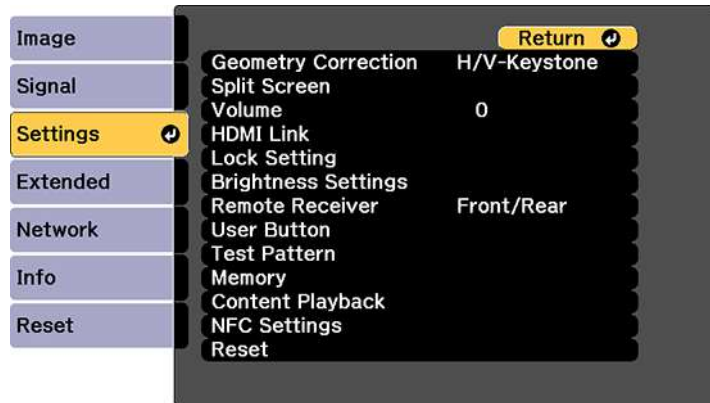 Image
Signal
Settings
Extended
Network
Info
Reset
Return
Geometry Correction H/V-Keystone
Split Screen
Volume 0
HDMI Link
Lock Setting
Brightness Settings
Remote Receiver Front/Rear
User Button
Test Pattern
Memory
Content Playback
NFC Settings
Reset